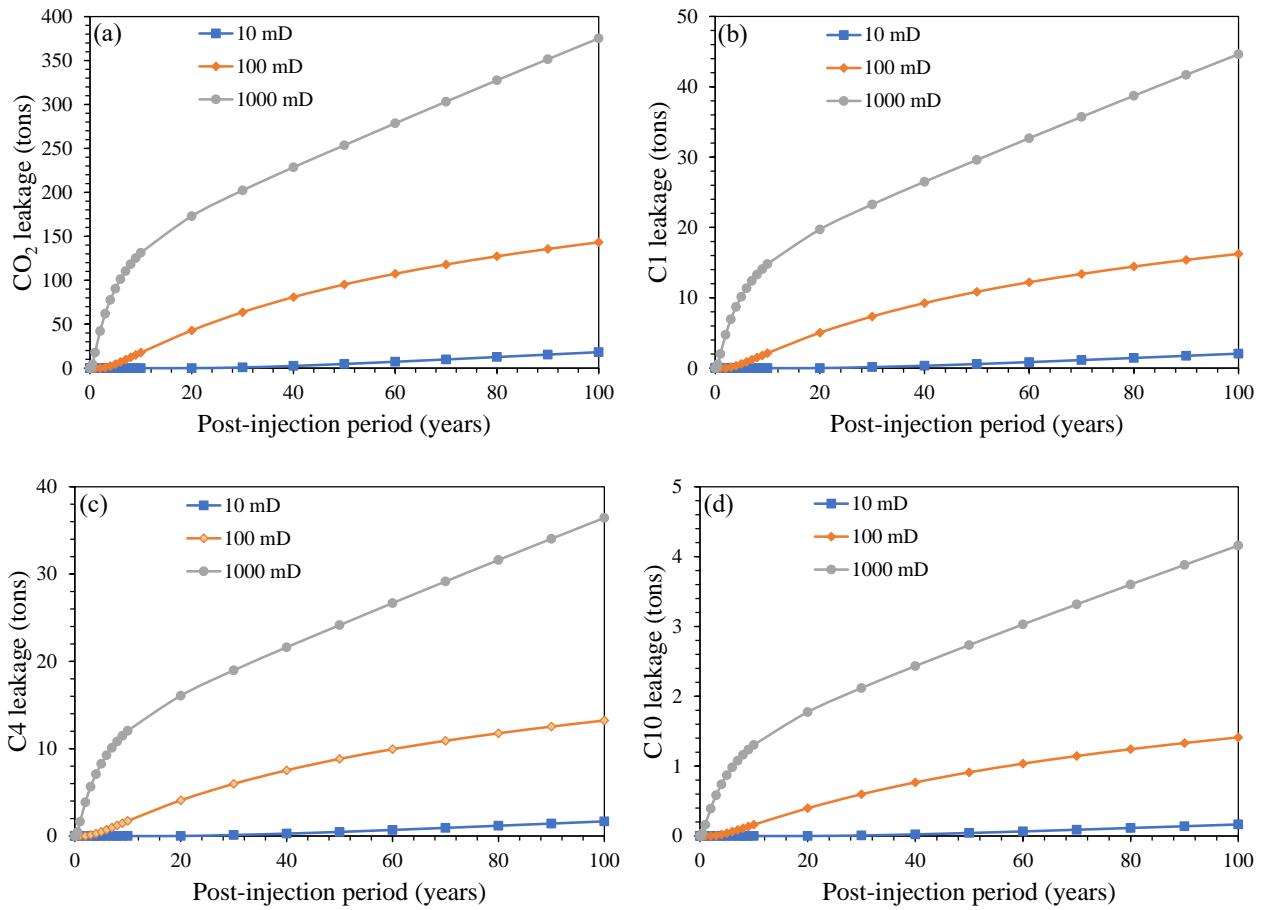 (a)
10 mD
100 mD
1000 mD
CO₂ leakage (tons)
400
350
300
250
200
150
100
50
0
0 20 40 60 80 100
Post-injection period (years)
(b)
10 mD
100 mD
1000 mD
C1 leakage (tons)
50
40
30
20
10
0
0 20 40 60 80 100
Post-injection period (years)
(c)
10 mD
100 mD
1000 mD
C4 leakage (tons)
40
30
20
10
0
0 20 40 60 80 100
Post-injection period (years)
(d)
10 mD
100 mD
1000 mD
C10 leakage (tons)
5
4
3
2
1
0
0 20 40 60 80 100
Post-injection period (years)